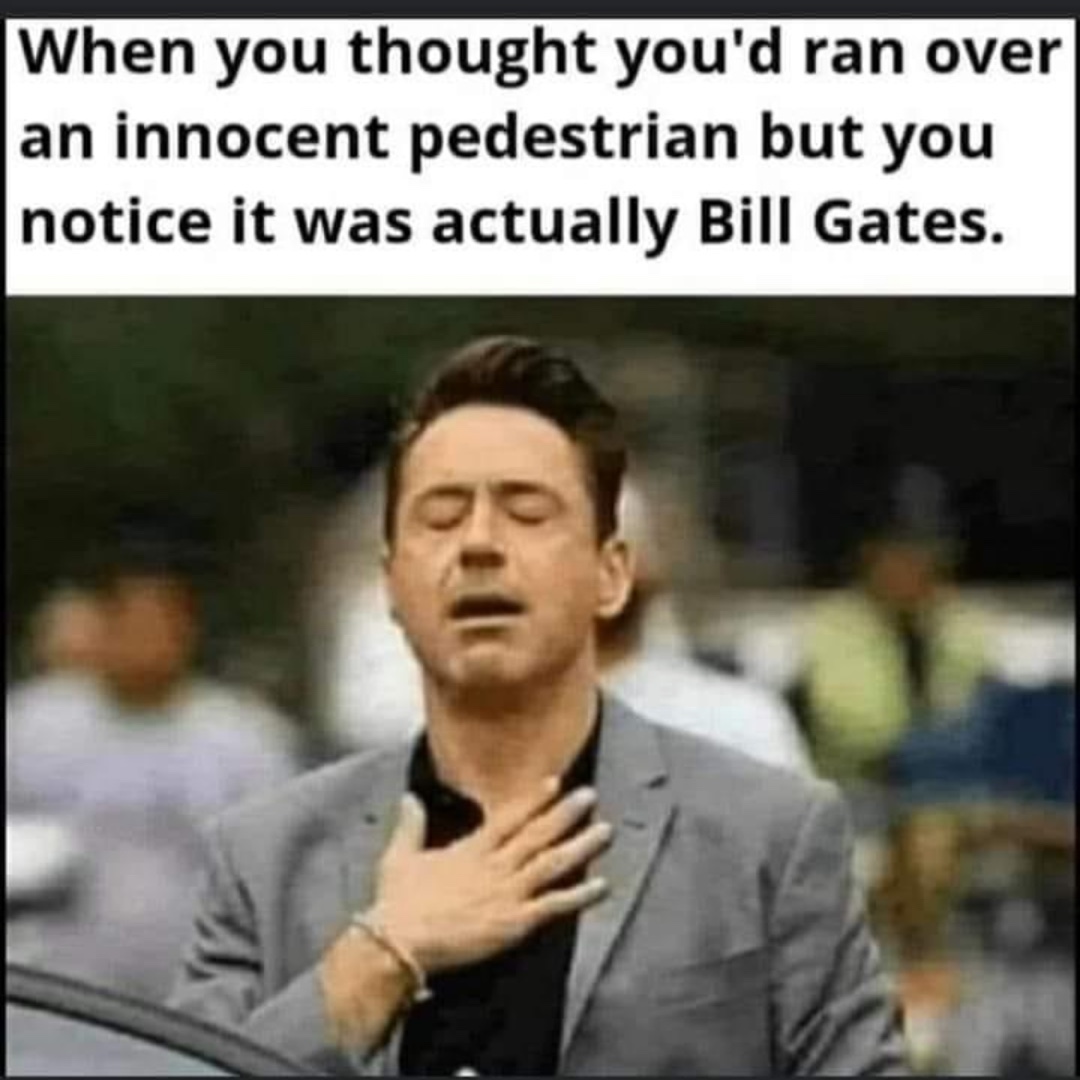 When you thought you'd ran over
an innocent pedestrian but you
notice it was actually Bill Gates.